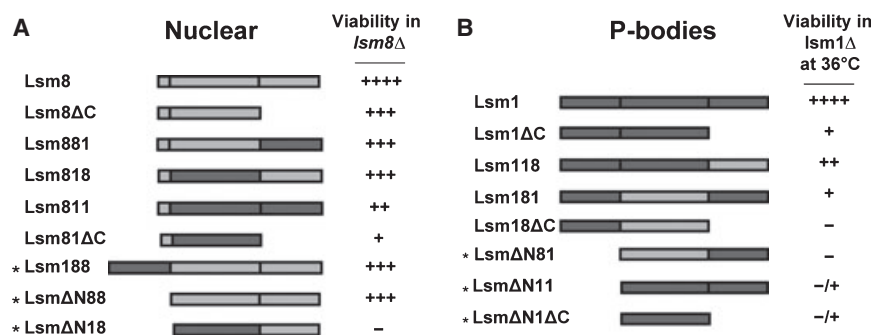 A Nuclear Viability in lsm8Δ
Lsm8 ++++
Lsm8ΔC +++
Lsm881 +++
Lsm818 +++
Lsm811 ++
Lsm81ΔC +
* Lsm188 +++
* LsmΔN88 +++
* LsmΔN18 –
B P-bodies Viability in lsm1Δ at 36°C
Lsm1 ++++
Lsm1ΔC +
Lsm118 ++
Lsm181 +
Lsm18ΔC –
* LsmΔN81 –
* LsmΔN11 –/+
* LsmΔN1ΔC –/+